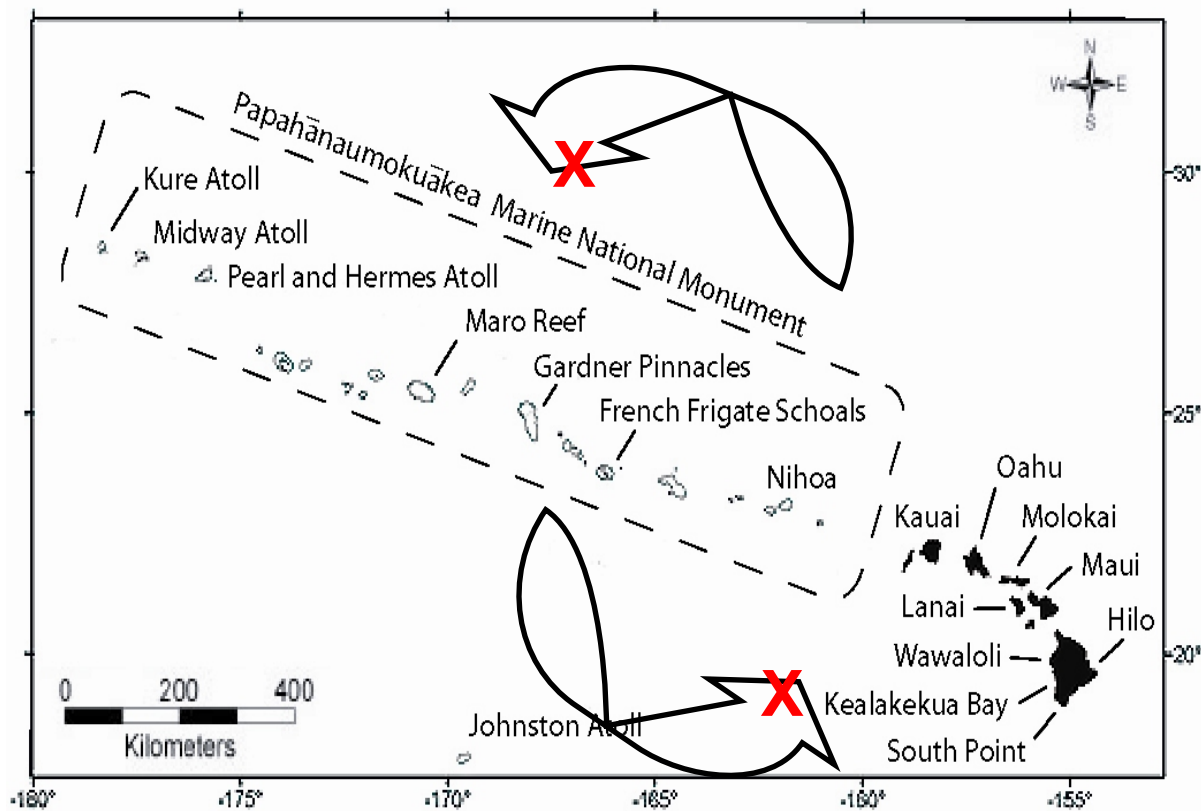 N
W E
S
X
30°
Papahānaumokuākea Marine National Monument
Kure Atoll
Midway Atoll
Pearl and Hermes Atoll
Maro Reef
Gardner Pinnacles
25°
French Frigate Schoals
Nihoa
Oahu
Kauai
Molokai
Maui
Lanai
Hilo
Wawaloli
20°
X
Kealakekua Bay
0 200 400
Kilometers
Johnston Atoll
South Point
-180° -175° -170° -165° -160° -155°